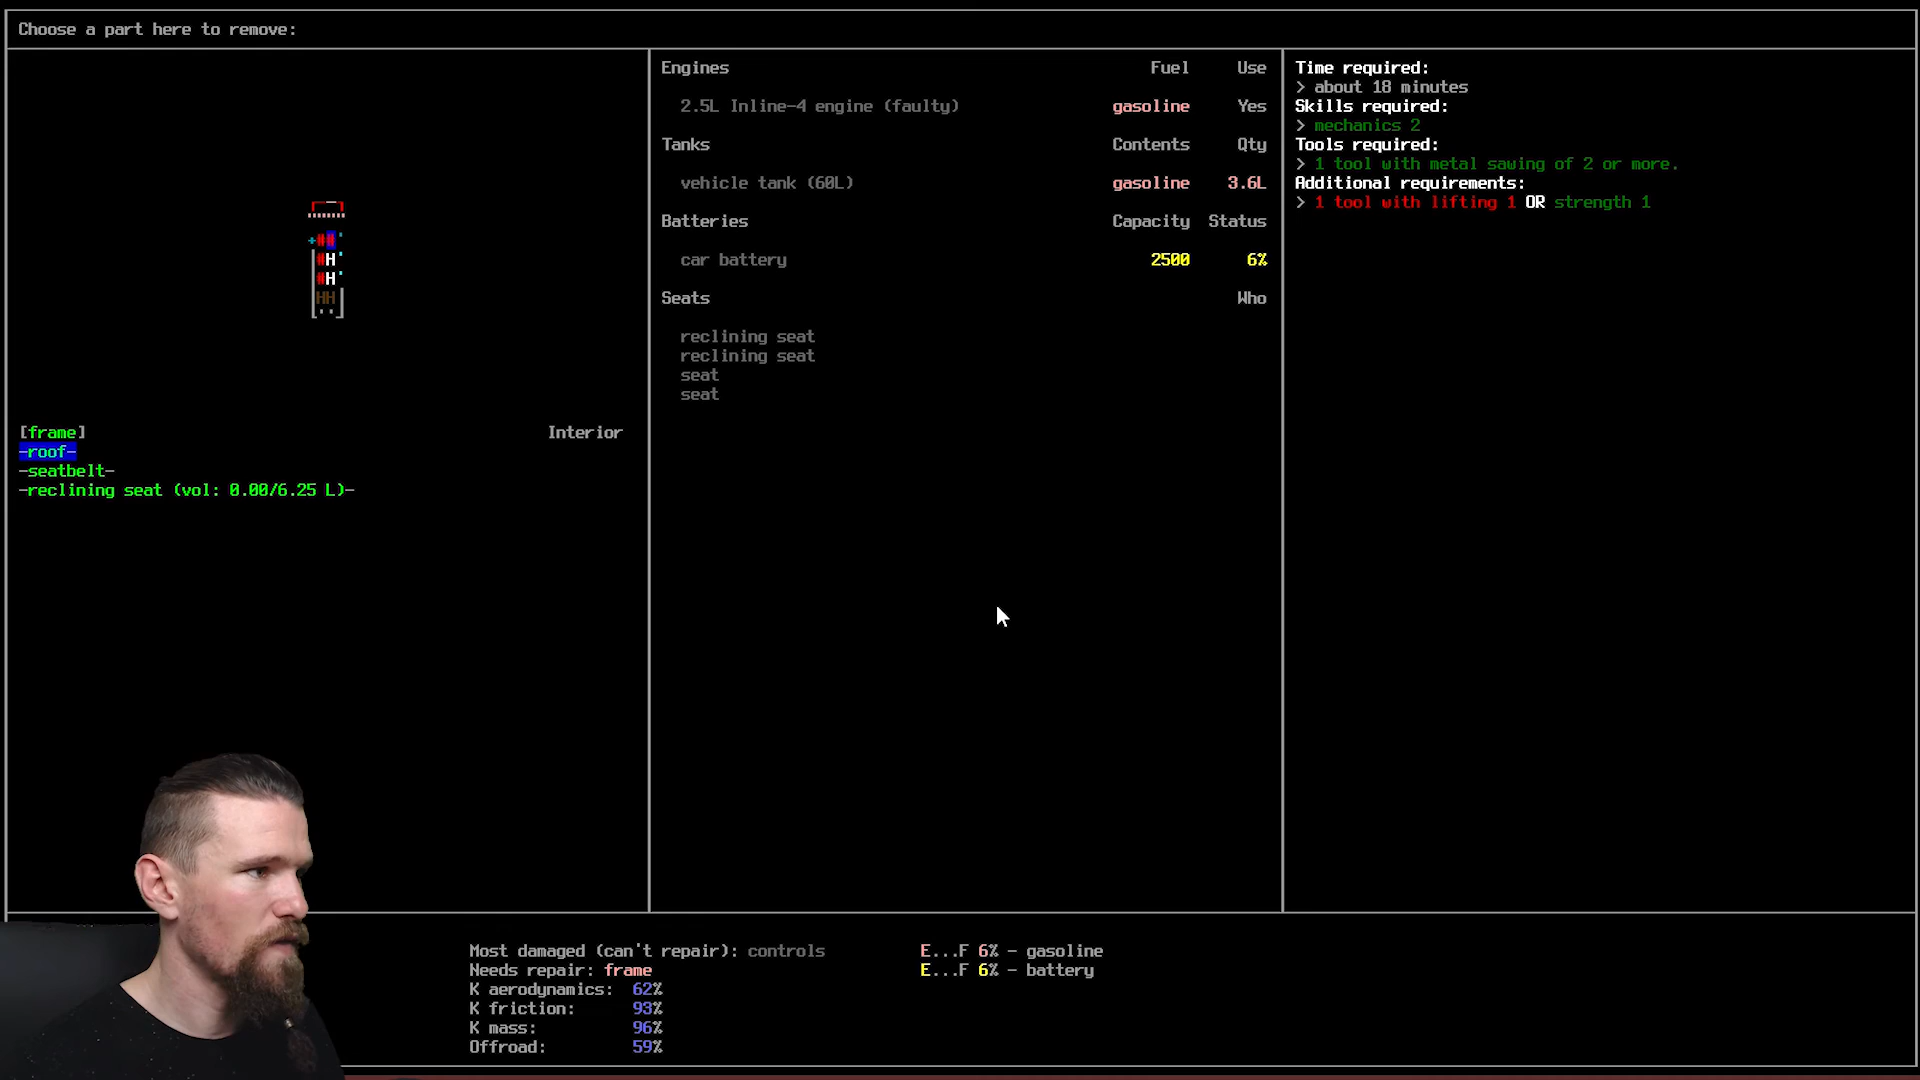 Choose a part here to remove:
Engines Fuel Use
2.5L Inline-4 engine (faulty) gasoline Yes
Tanks Contents Qty
vehicle tank (60L) gasoline 3.6L
Batteries Capacity Status
car battery 2500 6%
Seats Who
reclining seat
reclining seat
seat
seat
Time required:
> about 18 minutes
Skills required:
> mechanics 2
Tools required:
> 1 tool with metal sawing of 2 or more.
Additional requirements:
> 1 tool with lifting 1 OR strength 1
+##'
#H'
#H'
HH
[frame] Interior
-roof-
-seatbelt-
-reclining seat (vol: 0.00/6.25 L)-
Most damaged (can't repair): controls
Needs repair: frame
K aerodynamics: 62%
K friction: 93%
K mass: 96%
Offroad: 59%
E...F 6% - gasoline
E...F 6% - battery